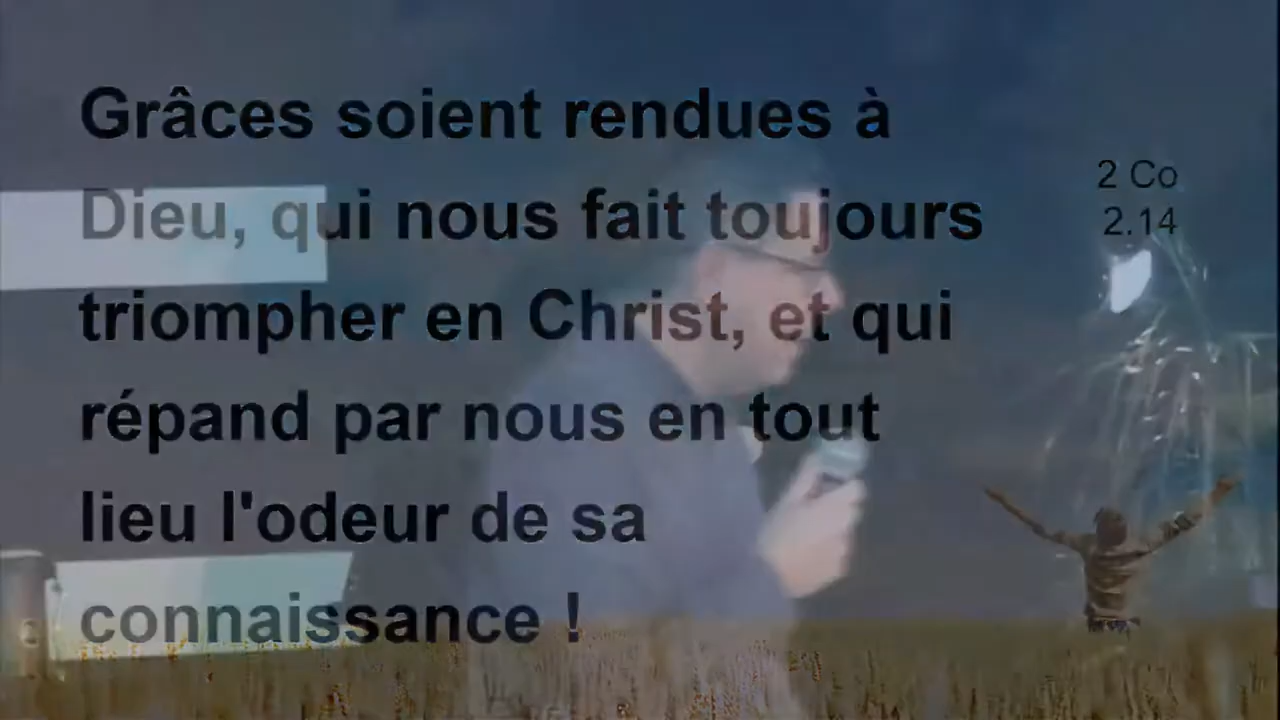 Grâces soient rendues à
Dieu, qui nous fait toujours
triompher en Christ, et qui
répand par nous en tout
lieu l'odeur de sa
connaissance !
2 Co
2.14